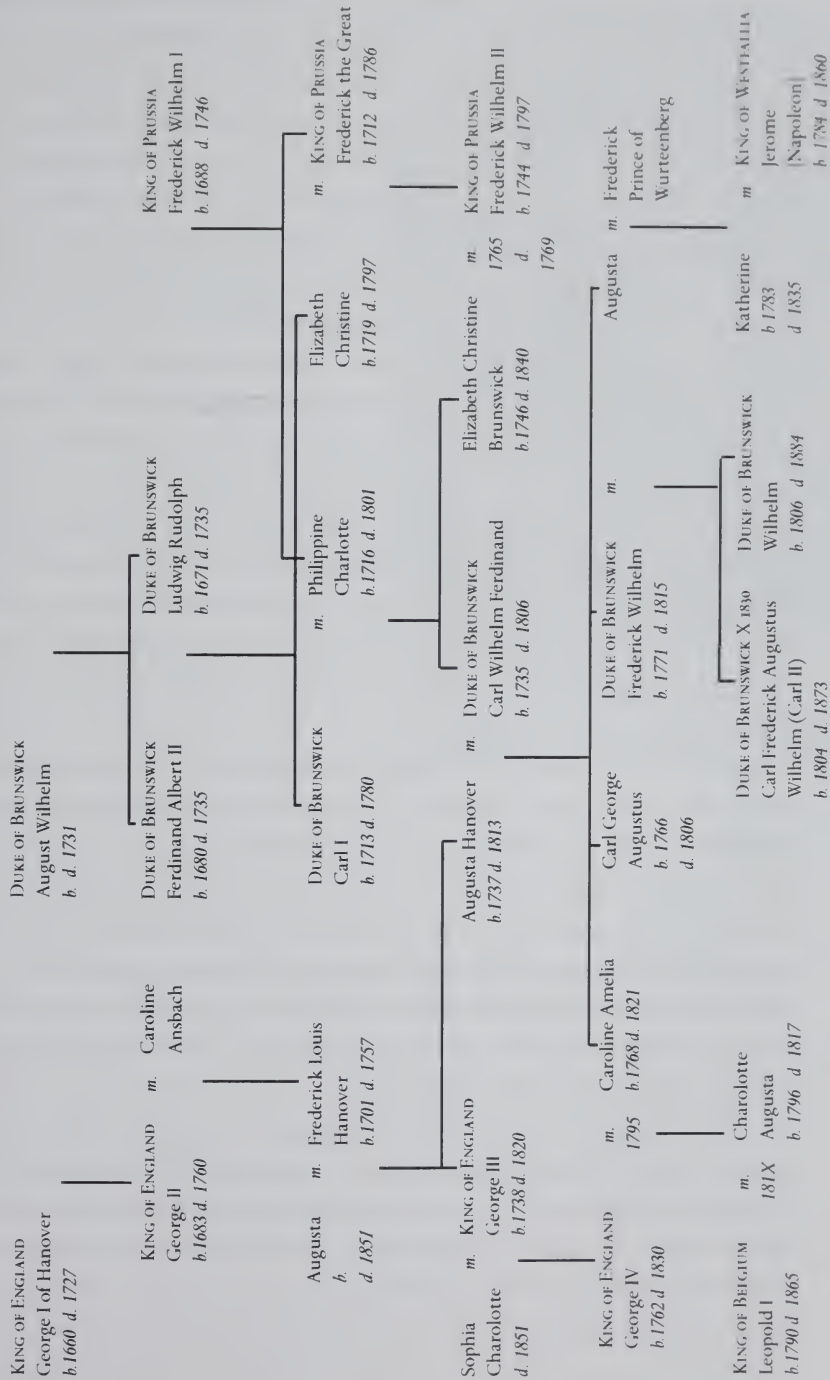 KING OF ENGLAND
George I of Hanover
b.1660 d. 1727
DUKE OF BRUNSWICK
August Wilhelm
b. d. 1731
KING OF ENGLAND
George II
b.1683 d. 1760
m.
Caroline
Ansbach
DUKE OF BRUNSWICK
Ferdinand Albert II
b. 1680 d. 1735
DUKE OF BRUNSWICK
Ludwig Rudolph
b. 1671 d. 1735
KING OF PRUSSIA
Frederick Wilhelm I
b. 1688 d. 1746
Augusta
b.
d. 1851
m.
Frederick Louis
Hanover
b.1701 d. 1757
DUKE OF BRUNSWICK
Carl I
b. 1713 d. 1780
m.
Philippine
Charlotte
b.1716 d. 1801
Elizabeth
Christine
b.1719 d. 1797
m.
KING OF PRUSSIA
Frederick the Great
b. 1712 d. 1786
Sophia
Charolotte
d. 1851
m.
KING OF ENGLAND
George III
b.1738 d. 1820
Augusta Hanover
b.1737 d. 1813
m.
DUKE OF BRUNSWICK
Carl Wilhelm Ferdinand
b. 1735 d. 1806
Elizabeth Christine
Brunswick
b.1746 d. 1840
m.
1765
d.
1769
KING OF PRUSSIA
Frederick Wilhelm II
b. 1744 d 1797
KING OF ENGLAND
George IV
b.1762 d 1830
m.
1795
Caroline Amelia
b.1768 d. 1821
Carl George
Augustus
b. 1766
d. 1806
DUKE OF BRUNSWICK
Frederick Wilhelm
b. 1771 d. 1815
m.
Augusta
m.
Frederick
Prince of
Wurteenberg
KING OF BELGIUM
Leopold I
b.1790 d 1865
m.
181X
Charolotte
Augusta
b. 1796 d 1817
DUKE OF BRUNSWICK X 1830
Carl Frederick Augustus
Wilhelm (Carl II)
b. 1804 d. 1873
DUKE OF BRUNSWICK
Wilhelm
b. 1806 d 1884
Katherine
b 1783
d 1835
m
KING OF WESTFALLIA
Jerome
[Napoleon]
b 1784 d 1860